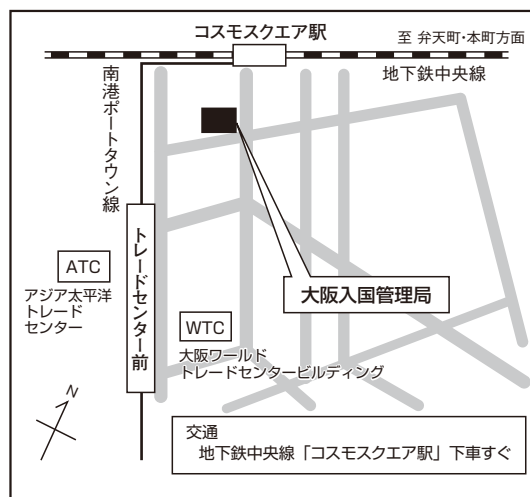 コスモスクエア駅
至 弁天町・本町方面
地下鉄中央線
南港ポートタウン線
トレードセンター前
ATC
アジア太平洋
トレード
センター
大阪入国管理局
WTC
大阪ワールド
トレードセンタービルディング
N
交通
地下鉄中央線「コスモスクエア駅」下車すぐ